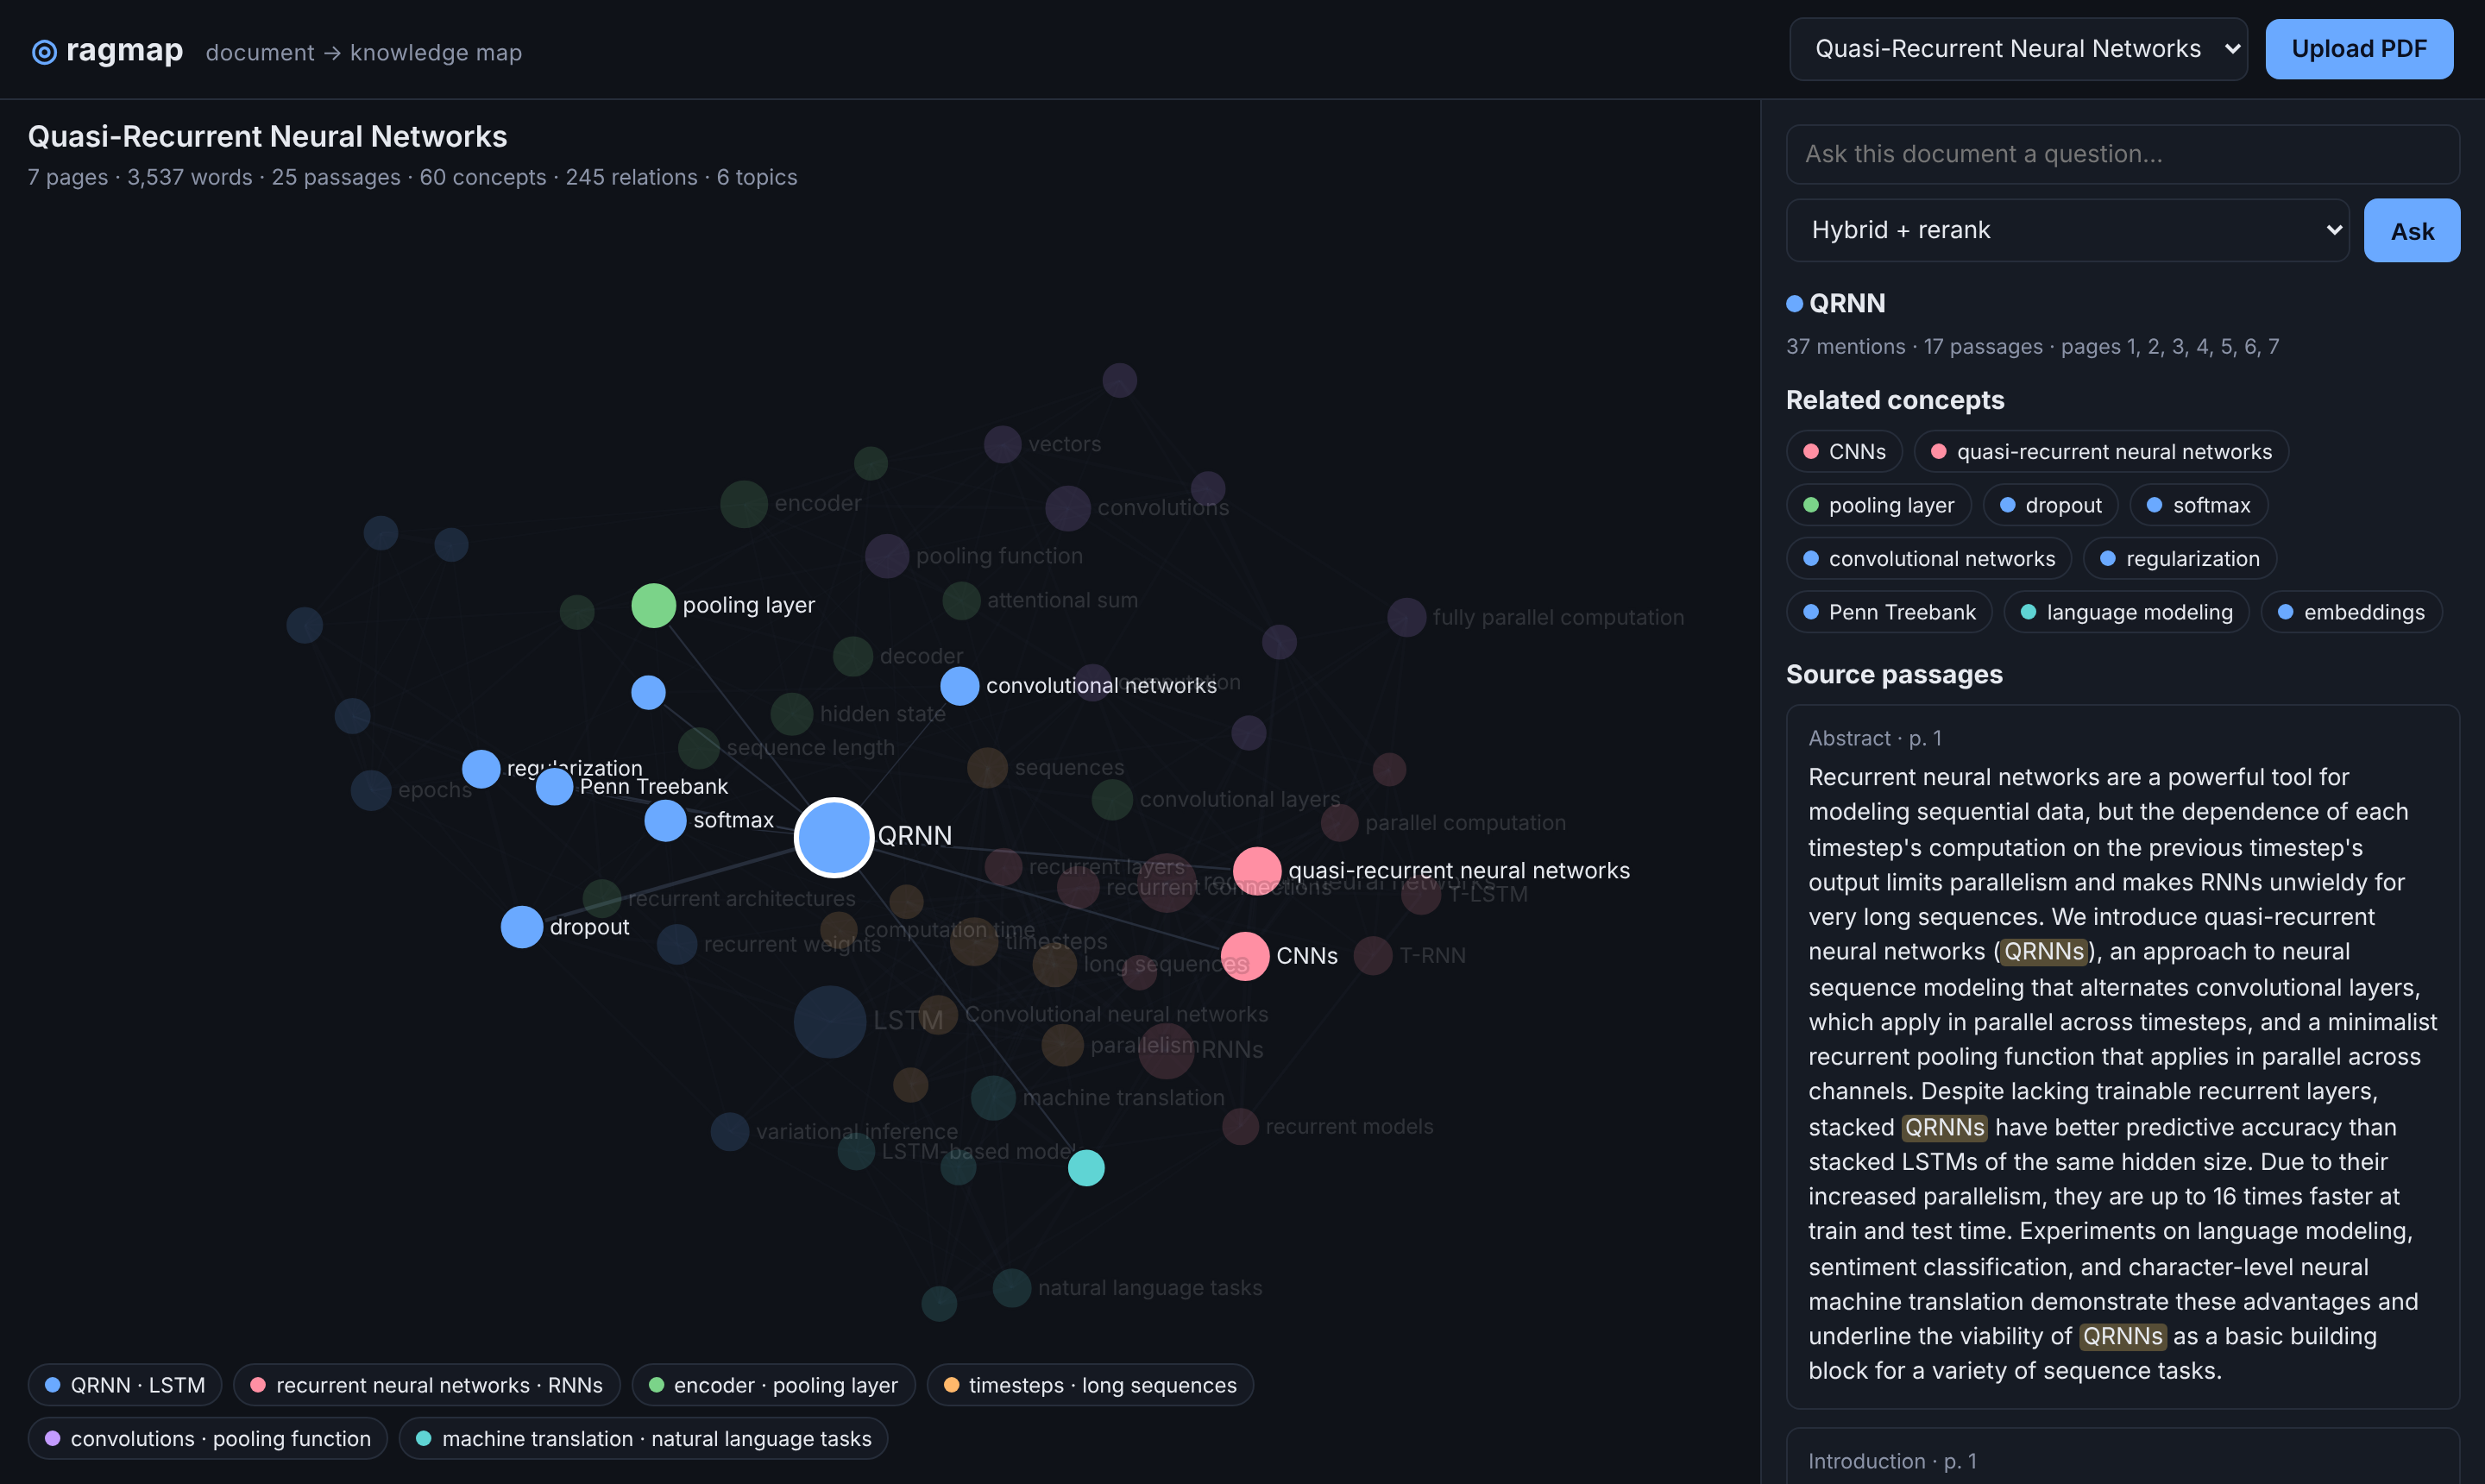 ragmap document → knowledge map
Quasi-Recurrent Neural Networks
Upload PDF
Quasi-Recurrent Neural Networks
7 pages · 3,537 words · 25 passages · 60 concepts · 245 relations · 6 topics
vectors
encoder
convolutions
pooling function
attentional sum
pooling layer
fully parallel computation
decoder
convolutional networks
computation
hidden state
sequence length
regularization
sequences
Penn Treebank
epochs
convolutional layers
softmax
parallel computation
QRNN
recurrent layers
quasi-recurrent neural networks
recurrent connections
recurrent neural networks
T-LSTM
recurrent architectures
dropout
computation time
recurrent weights
timesteps
CNNs
T-RNN
long sequences
LSTM
Convolutional neural networks
parallelism
RNNs
machine translation
recurrent models
variational inference
LSTM-based model
natural language tasks
QRNN · LSTM
recurrent neural networks · RNNs
encoder · pooling layer
timesteps · long sequences
convolutions · pooling function
machine translation · natural language tasks
Ask this document a question...
Hybrid + rerank
Ask
QRNN
37 mentions · 17 passages · pages 1, 2, 3, 4, 5, 6, 7
Related concepts
CNNs
quasi-recurrent neural networks
pooling layer
dropout
softmax
convolutional networks
regularization
Penn Treebank
language modeling
embeddings
Source passages
Abstract · p. 1
Recurrent neural networks are a powerful tool for
modeling sequential data, but the dependence of each
timestep's computation on the previous timestep's
output limits parallelism and makes RNNs unwieldy for
very long sequences. We introduce quasi-recurrent
neural networks (QRNNs), an approach to neural
sequence modeling that alternates convolutional layers,
which apply in parallel across timesteps, and a minimalist
recurrent pooling function that applies in parallel across
channels. Despite lacking trainable recurrent layers,
stacked QRNNs have better predictive accuracy than
stacked LSTMs of the same hidden size. Due to their
increased parallelism, they are up to 16 times faster at
train and test time. Experiments on language modeling,
sentiment classification, and character-level neural
machine translation demonstrate these advantages and
underline the viability of QRNNs as a basic building
block for a variety of sequence tasks.
Introduction · p. 1